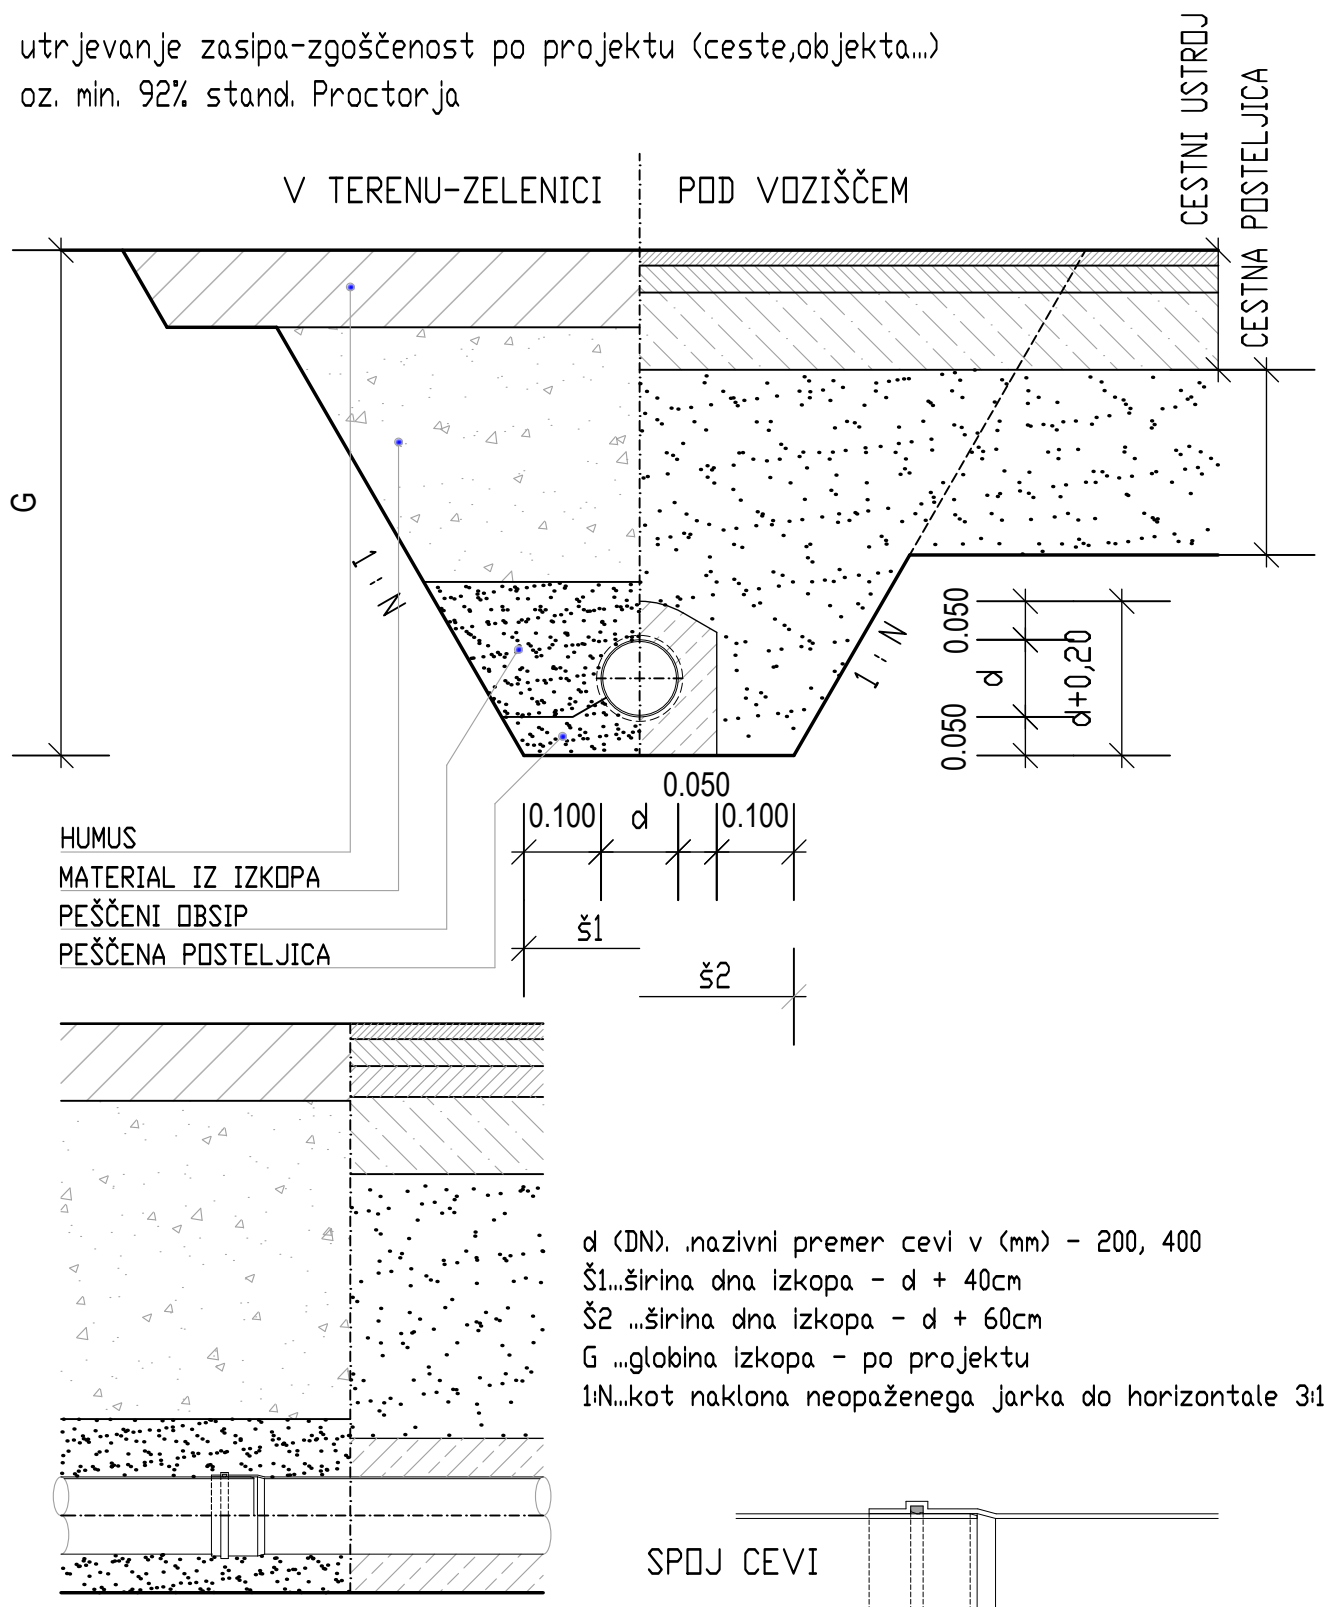 utrjevanje zasipa-zgoščenost po projektu (ceste,objekta...)
oz. min. 92% stand. Proctorja
V TERENU-ZELENICI
POD VOZIŠČEM
CESTNI USTROJ
CESTNA POSTELJICA
G
1 : N
1 : N
0.050
d
0.050
d+0,20
0.050
0.100
d
0.100
HUMUS
MATERIAL IZ IZKOPA
PEŠČENI OBSIP
PEŠČENA POSTELJICA
š1
š2
d (DN). .nazivni premer cevi v (mm) - 200, 400
Š1...širina dna izkopa - d + 40cm
Š2 ...širina dna izkopa - d + 60cm
G ...globina izkopa - po projektu
1:N...kot naklona neopaženega jarka do horizontale 3:1
SPOJ CEVI